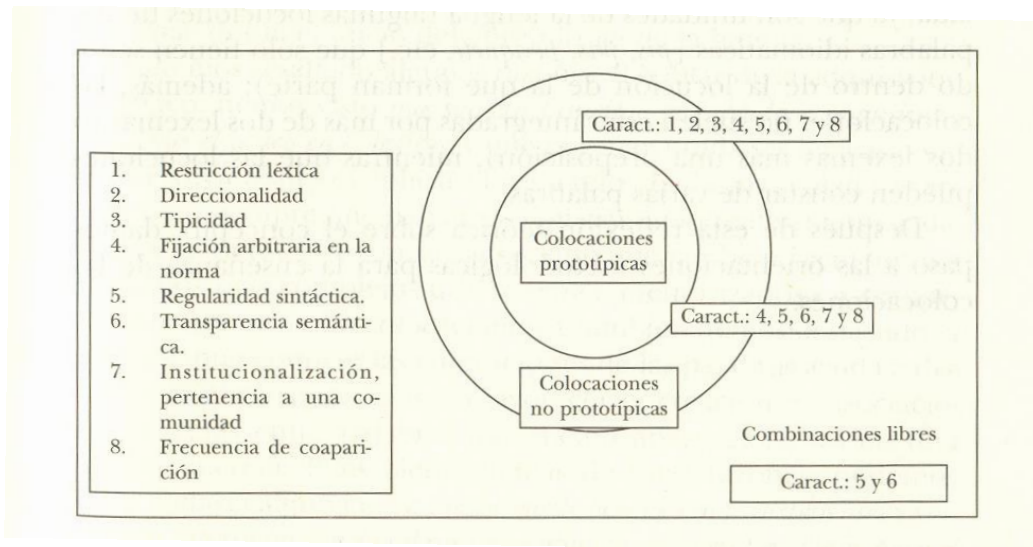 Caract.: 1, 2, 3, 4, 5, 6, 7 y 8
1. Restricción léxica
2. Direccionalidad
3. Tipicidad
4. Fijación arbitraria en la
norma
5. Regularidad sintáctica.
6. Transparencia semánti-
ca.
7. Institucionalización,
pertenencia a una co-
munidad
8. Frecuencia de coapari-
ción
Colocaciones
prototípicas
Caract.: 4, 5, 6, 7 y 8
Colocaciones
no prototípicas
Combinaciones libres
Caract.: 5 y 6